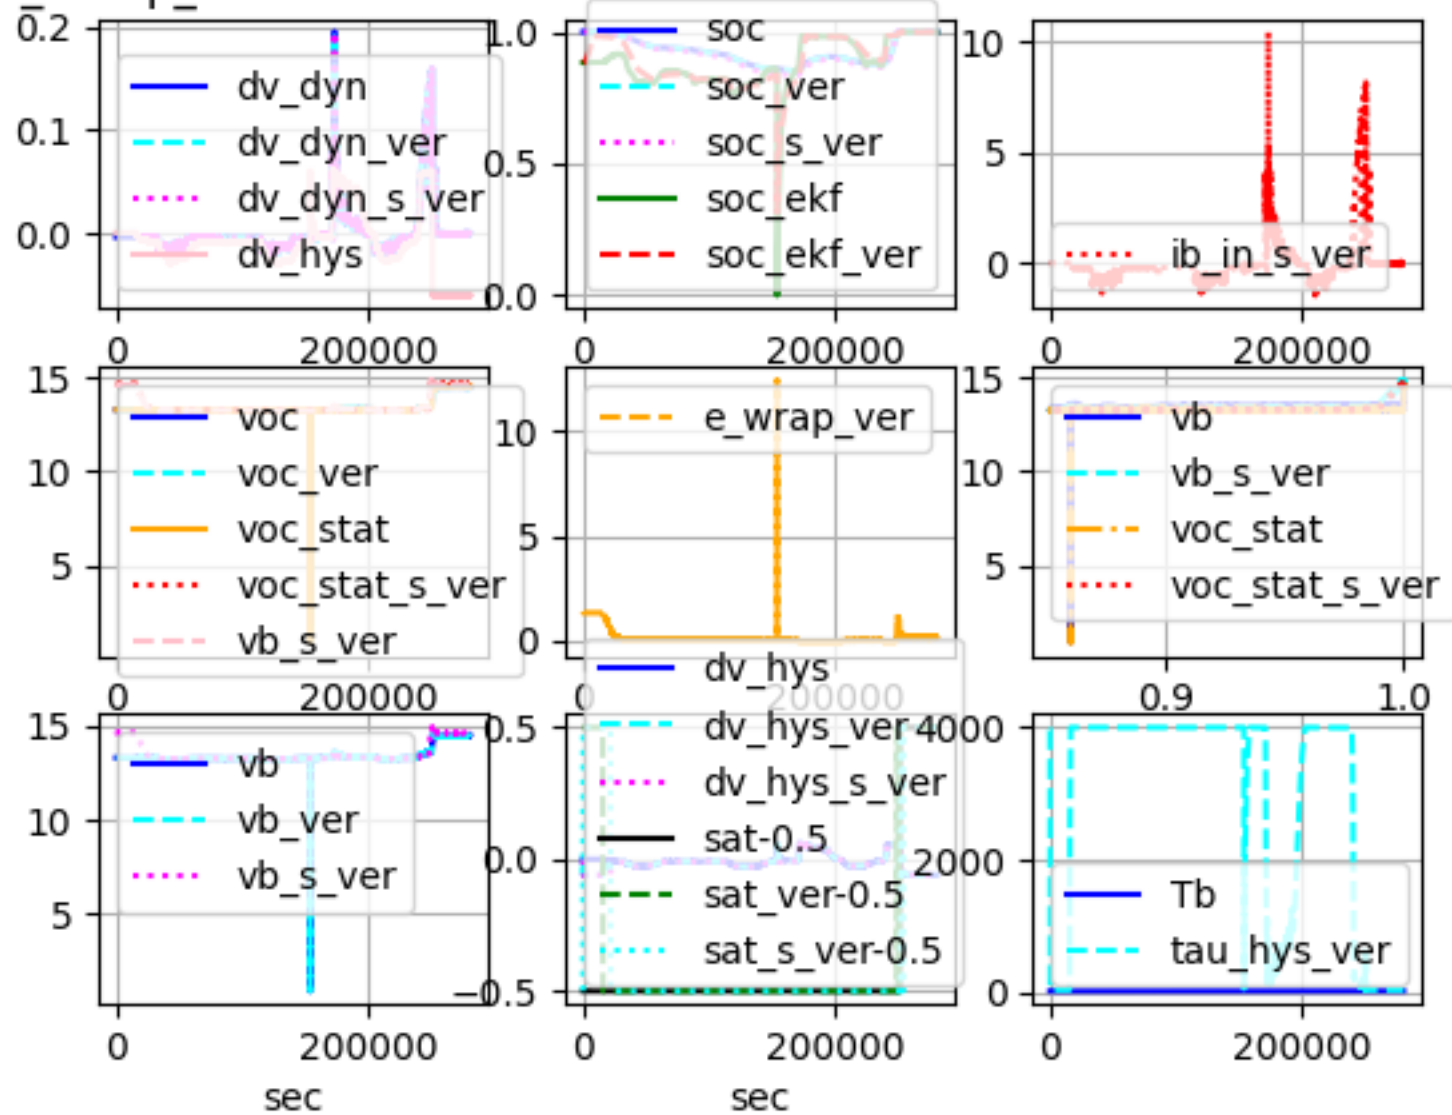 0.2
0.1
0.0
dv_dyn
dv_dyn_ver
dv_dyn_s_ver
dv_hys
0
200000
1.0
0.5
0.0
soc
soc_ver
soc_s_ver
soc_ekf
soc_ekf_ver
0
200000
10
5
0
ib_in_s_ver
0
200000
15
10
5
voc
voc_ver
voc_stat
voc_stat_s_ver
vb_s_ver
0
200000
10
5
0
e_wrap_ver
0
200000
15
10
5
vb
vb_s_ver
voc_stat
voc_stat_s_ver
0.9
1.0
15
10
5
vb
vb_ver
vb_s_ver
0
200000
sec
0.5
0.0
−0.5
dv_hys
dv_hys_ver
dv_hys_s_ver
sat-0.5
sat_ver-0.5
sat_s_ver-0.5
0
200000
sec
4000
2000
0
Tb
tau_hys_ver
0
200000